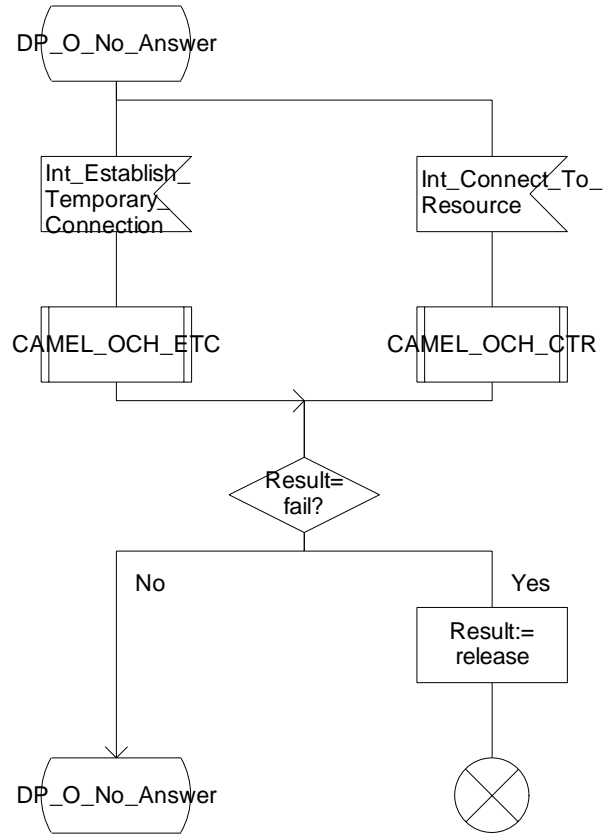 DP_O_No_Answer
Int_Establish_
Temporary_
Connection
Int_Connect_To_
Resource
CAMEL_OCH_ETC
CAMEL_OCH_CTR
Result=
fail?
No
Yes
Result:=
release
DP_O_No_Answer